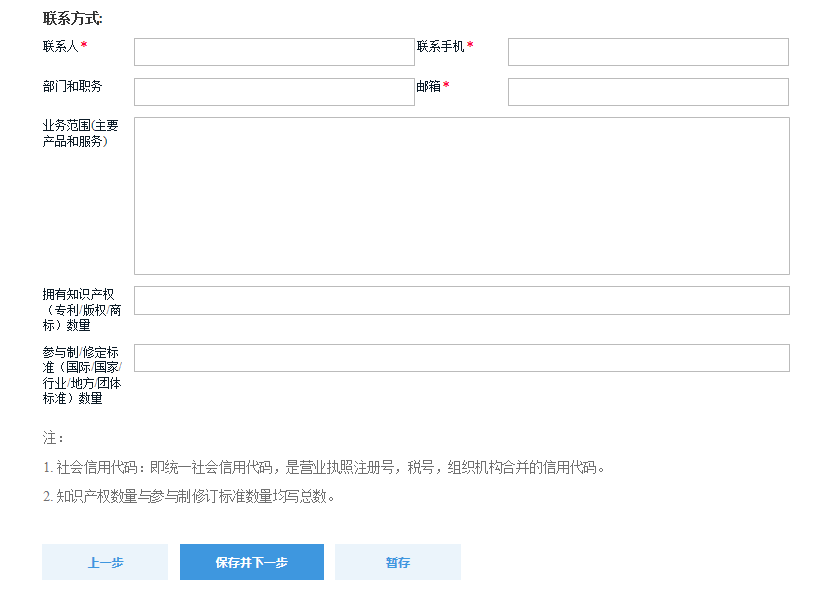 联系方式:
联系人* 联系手机*
部门和职务 邮箱*
业务范围(主要
产品和服务)
拥有知识产权
（专利/版权/商
标）数量
参与制/修定标
准（国际/国家/
行业/地方/团体
标准）数量
注：
1. 社会信用代码：即统一社会信用代码，是营业执照注册号，税号，组织机构合并的信用代码。
2. 知识产权数量与参与制修订标准数量均写总数。
上一步 保存并下一步 暂存